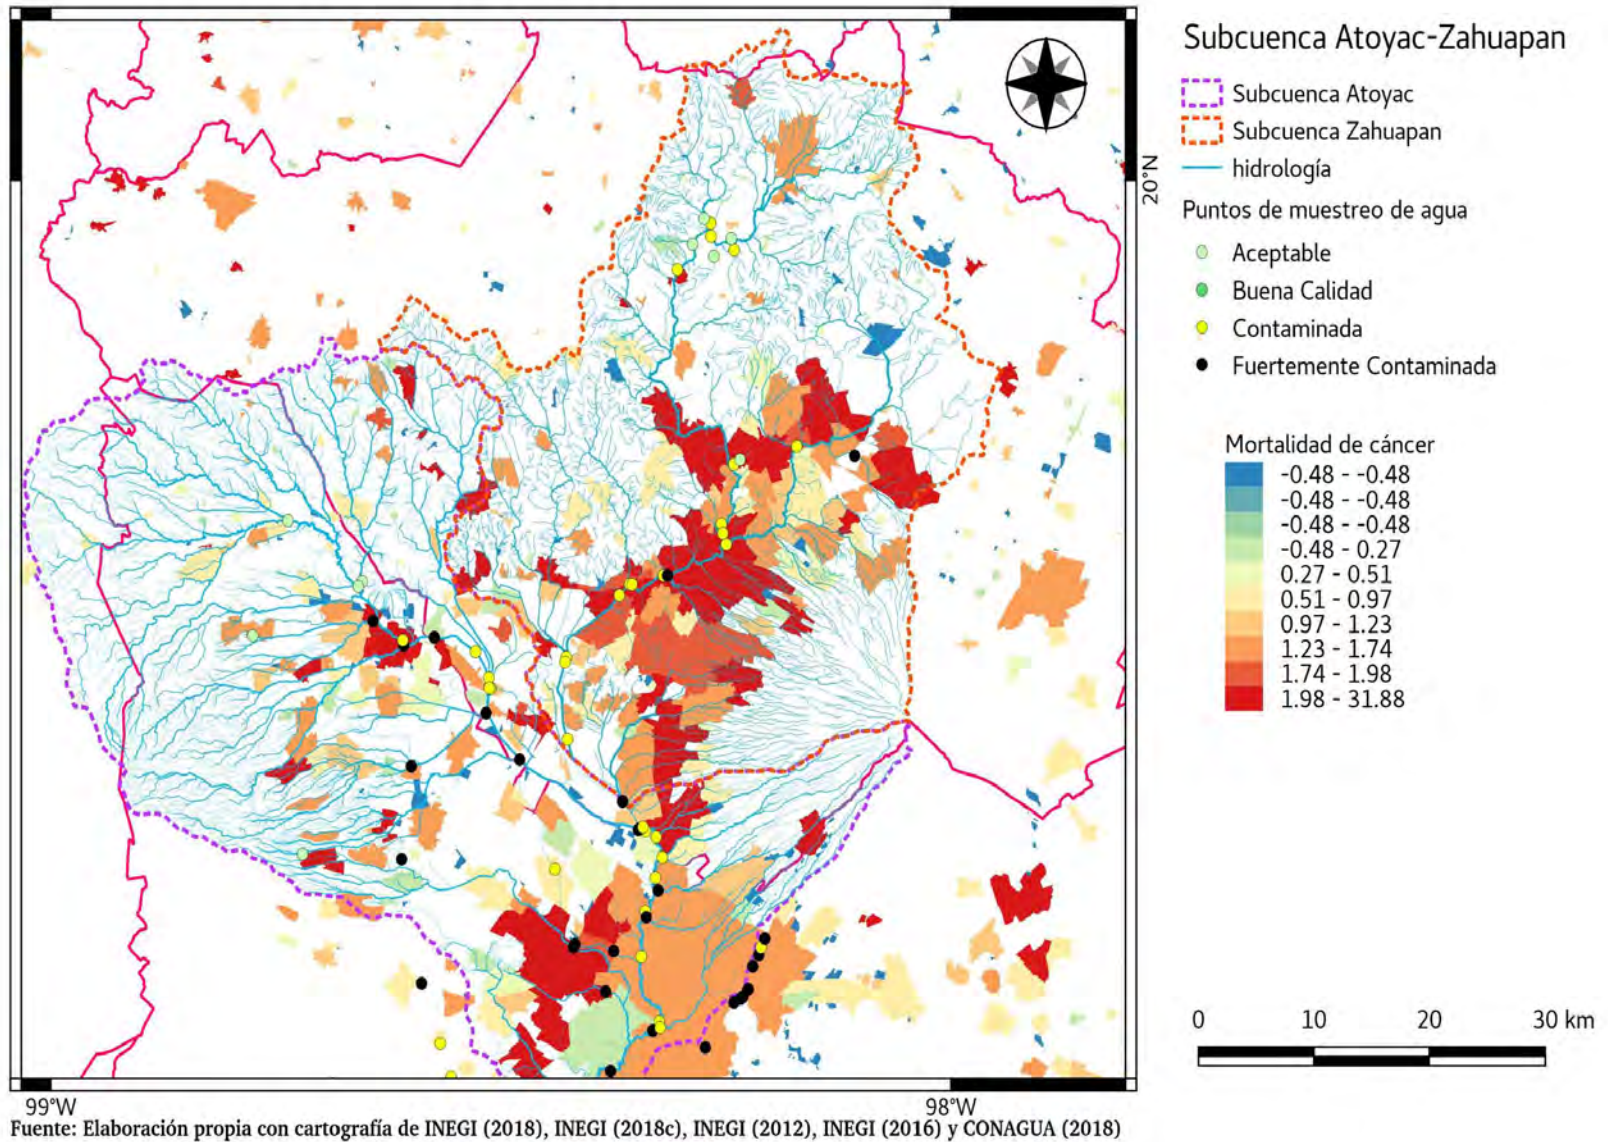 Subcuenca Atoyac-Zahuapan
Subcuenca Atoyac
Subcuenca Zahuapan
hidrología
Puntos de muestreo de agua
Aceptable
Buena Calidad
Contaminada
Fuertemente Contaminada
Mortalidad de cáncer
-0.48 - -0.48
-0.48 - -0.48
-0.48 - -0.48
-0.48 - 0.27
0.27 - 0.51
0.51 - 0.97
0.97 - 1.23
1.23 - 1.74
1.74 - 1.98
1.98 - 31.88
20°N
0 10 20 30 km
99°W 98°W
Fuente: Elaboración propia con cartografía de INEGI (2018), INEGI (2018c), INEGI (2012), INEGI (2016) y CONAGUA (2018)